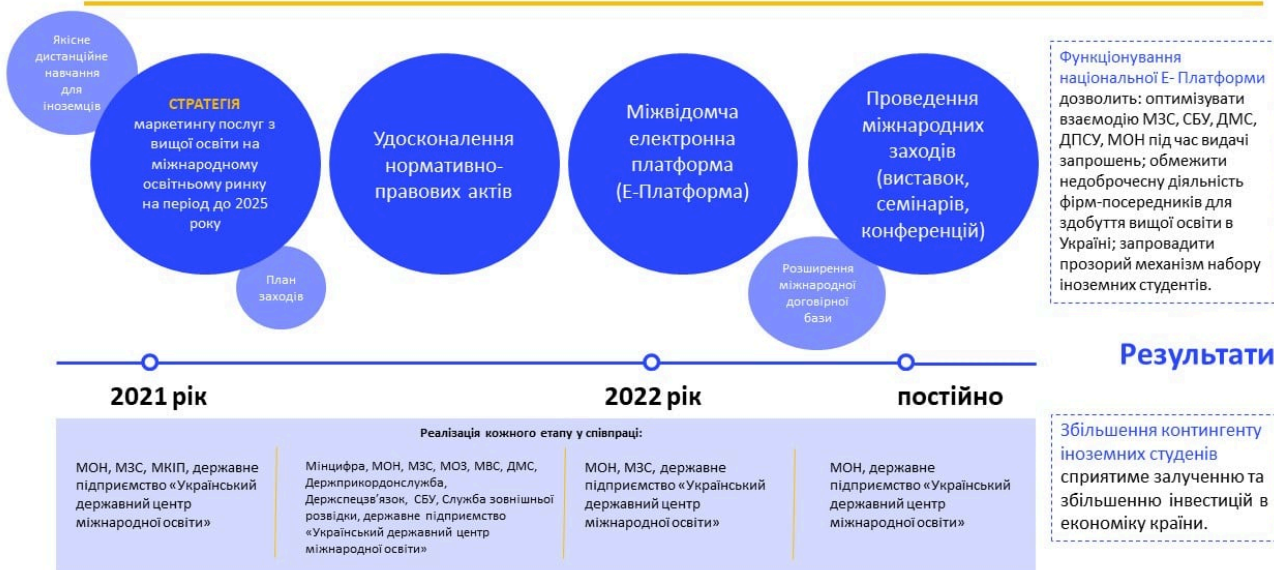 Якісне
дистанційне
навчання
для
іноземців
СТРАТЕГІЯ
маркетингу послуг з
вищої освіти на
міжнародному
освітньому ринку
на період до 2025
року
План
заходів
Удосконалення
нормативно-
правових актів
Міжвідомча
електронна
платформа
(Е-Платформа)
Проведення
міжнародних
заходів
(виставок,
семінарів,
конференцій)
Розширення
міжнародної
договірної
бази
Функціонування
національної Е- Платформи
дозволить: оптимізувати
взаємодію МЗС, СБУ, ДМС,
ДПСУ, МОН під час видачі
запрошень; обмежити
недоброчесну діяльність
фірм-посередників для
здобуття вищої освіти в
Україні; запровадити
прозорий механізм набору
іноземних студентів.
Результати
2021 рік
2022 рік
постійно
Реалізація кожного етапу у співпраці:
МОН, МЗС, МКІП, державне
підприємство «Український
державний центр
міжнародної освіти»
Мінцифра, МОН, МЗС, МОЗ, МВС, ДМС,
Держприкордонслужба,
Держспецзв'язок, СБУ, Служба зовнішньої
розвідки, державне підприємство
«Український державний центр
міжнародної освіти»
МОН, МЗС, державне
підприємство «Український
державний центр
міжнародної освіти»
МОН, державне
підприємство «Український
державний центр
міжнародної освіти»
Збільшення контингенту
іноземних студенів
сприятиме залученню та
збільшенню інвестицій в
економіку країни.